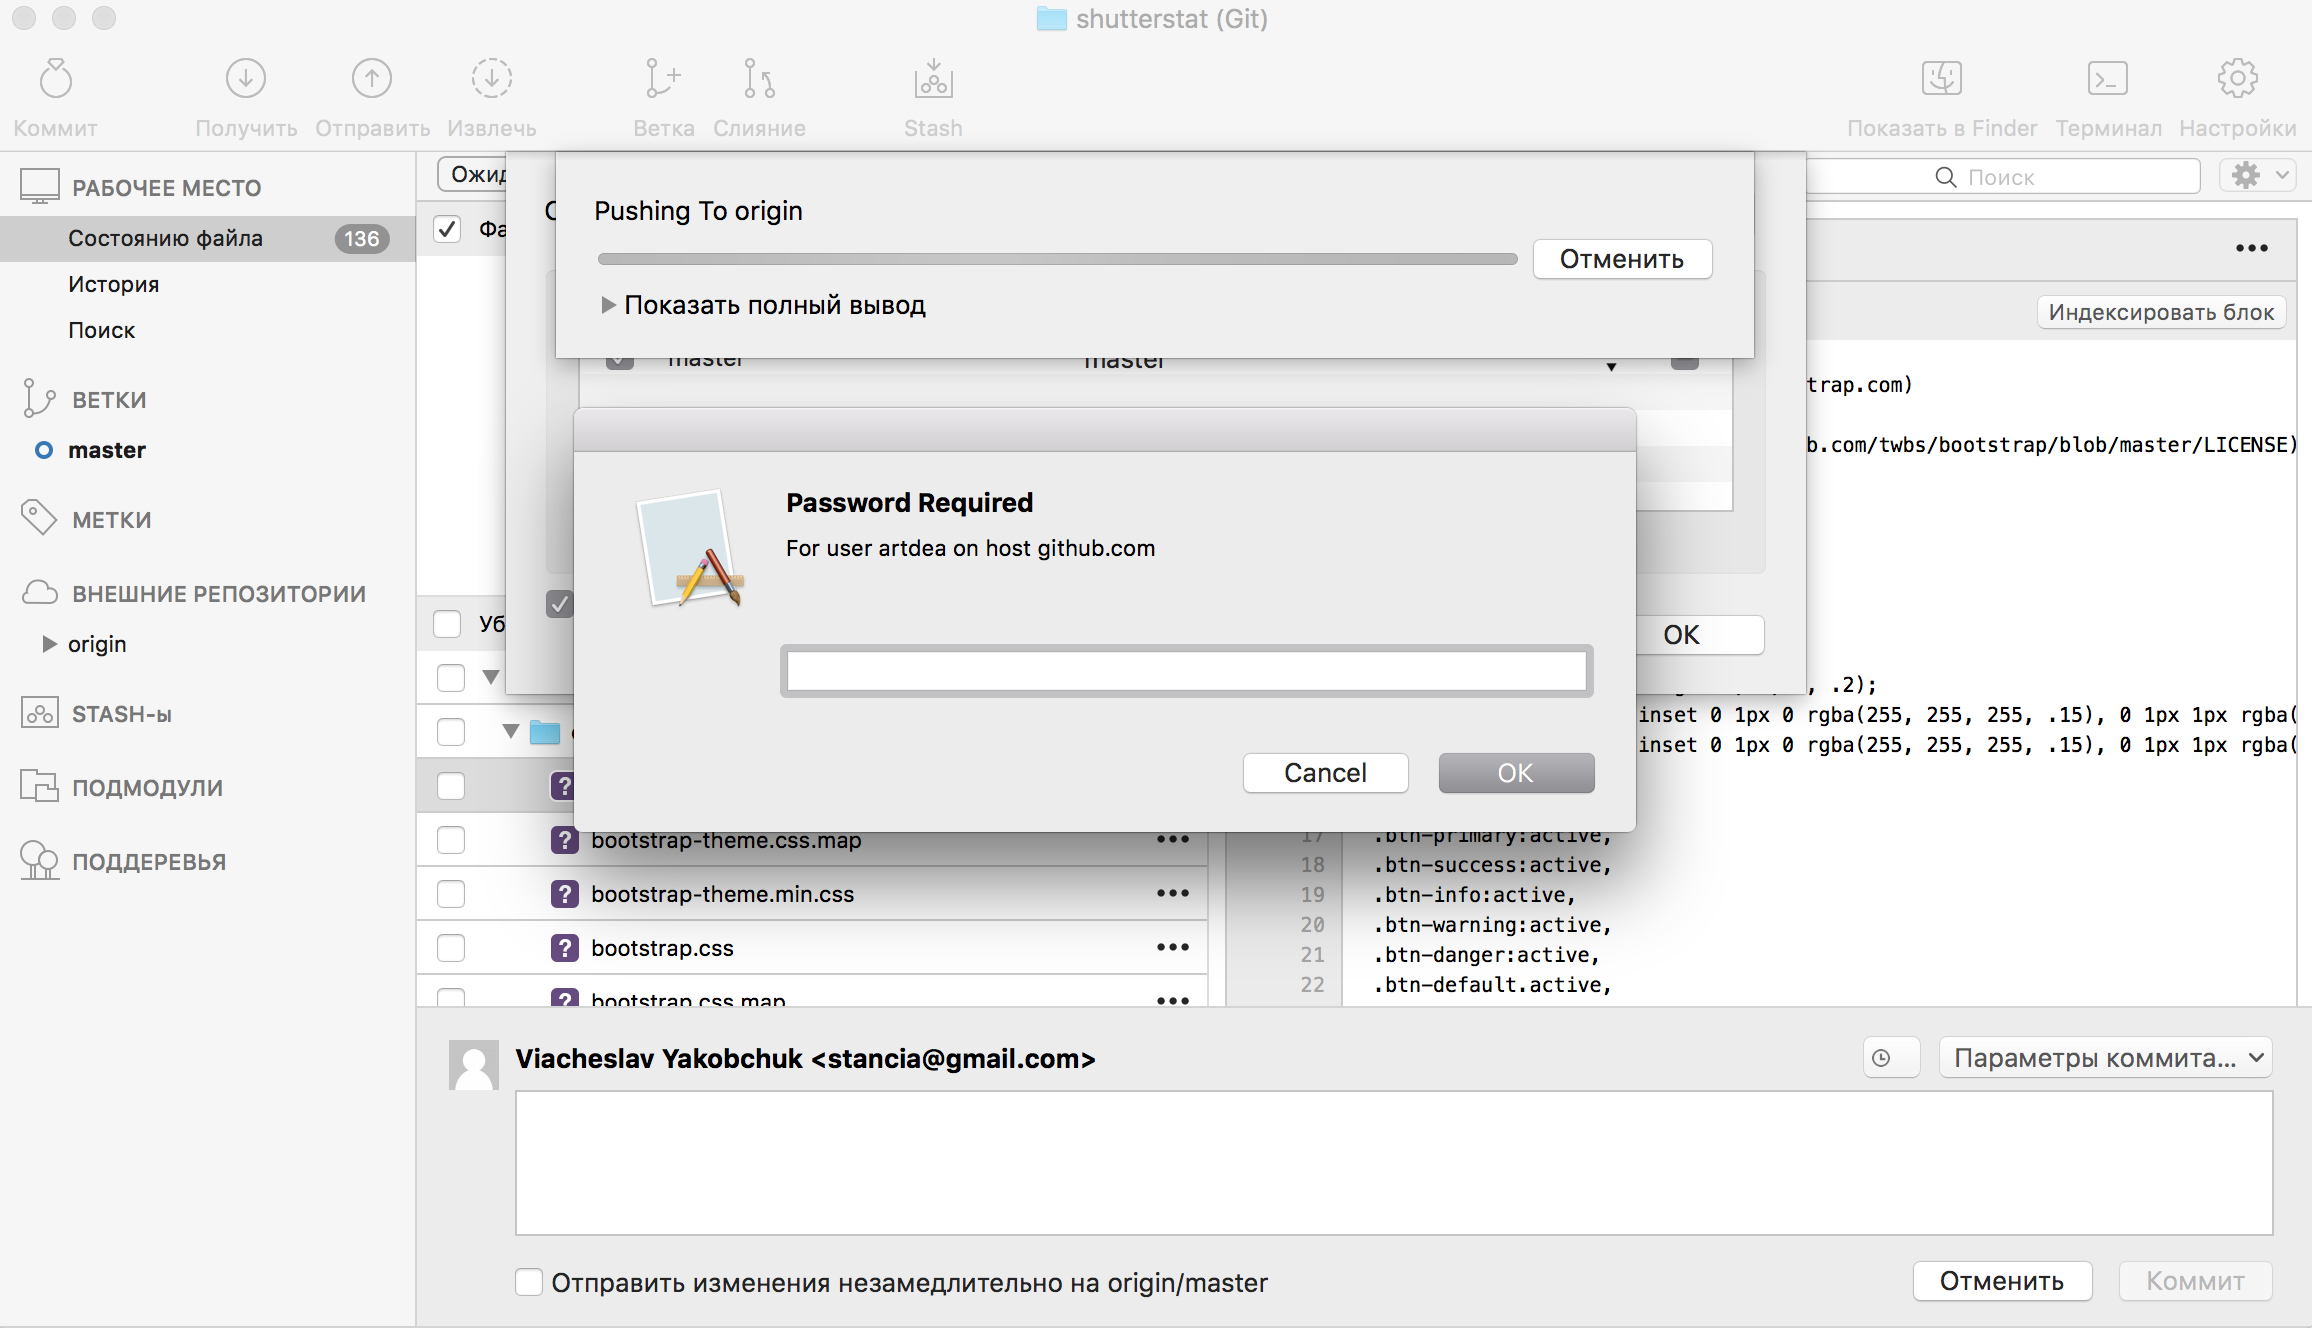 shutterstat (Git)
Коммит
Получить
Отправить
Извлечь
Ветка
Слияние
Stash
Показать в Finder
Терминал
Настройки
РАБОЧЕЕ МЕСТО
Состоянию файла 136
История
Поиск
ВЕТКИ
master
МЕТКИ
ВНЕШНИЕ РЕПОЗИТОРИИ
origin
STASH-ы
ПОДМОДУЛИ
ПОДДЕРЕВЬЯ
Поиск
Pushing To origin
Отменить
Показать полный вывод
master master
Индексировать блок
trap.com)
b.com/twbs/bootstrap/blob/master/LICENSE)
Password Required
For user artdea on host github.com
Cancel
OK
OK
, .2);
inset 0 1px 0 rgba(255, 255, 255, .15), 0 1px 1px rgba(
inset 0 1px 0 rgba(255, 255, 255, .15), 0 1px 1px rgba(
bootstrap-theme.css.map
bootstrap-theme.min.css
bootstrap.css
bootstrap.css.map
17 .btn-primary:active,
18 .btn-success:active,
19 .btn-info:active,
20 .btn-warning:active,
21 .btn-danger:active,
22 .btn-default.active,
Viacheslav Yakobchuk <stancia@gmail.com>
Параметры коммита...
Отправить изменения незамедлительно на origin/master
Отменить
Коммит